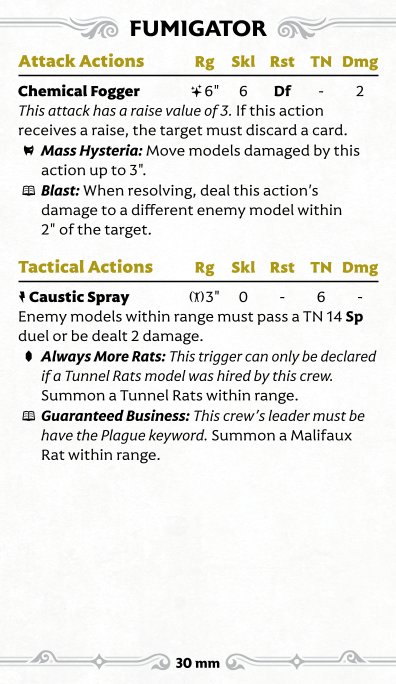 FUMIGATOR
Attack Actions Rg Skl Rst TN Dmg
Chemical Fogger 6" 6 Df - 2
This attack has a raise value of 3. If this action
receives a raise, the target must discard a card.
Mass Hysteria: Move models damaged by this
action up to 3".
Blast: When resolving, deal this action's
damage to a different enemy model within
2" of the target.
Tactical Actions Rg Skl Rst TN Dmg
Caustic Spray 3" 0 - 6 -
Enemy models within range must pass a TN 14 Sp
duel or be dealt 2 damage.
Always More Rats: This trigger can only be declared
if a Tunnel Rats model was hired by this crew.
Summon a Tunnel Rats within range.
Guaranteed Business: This crew's leader must be
have the Plague keyword. Summon a Malifaux
Rat within range.
30 mm